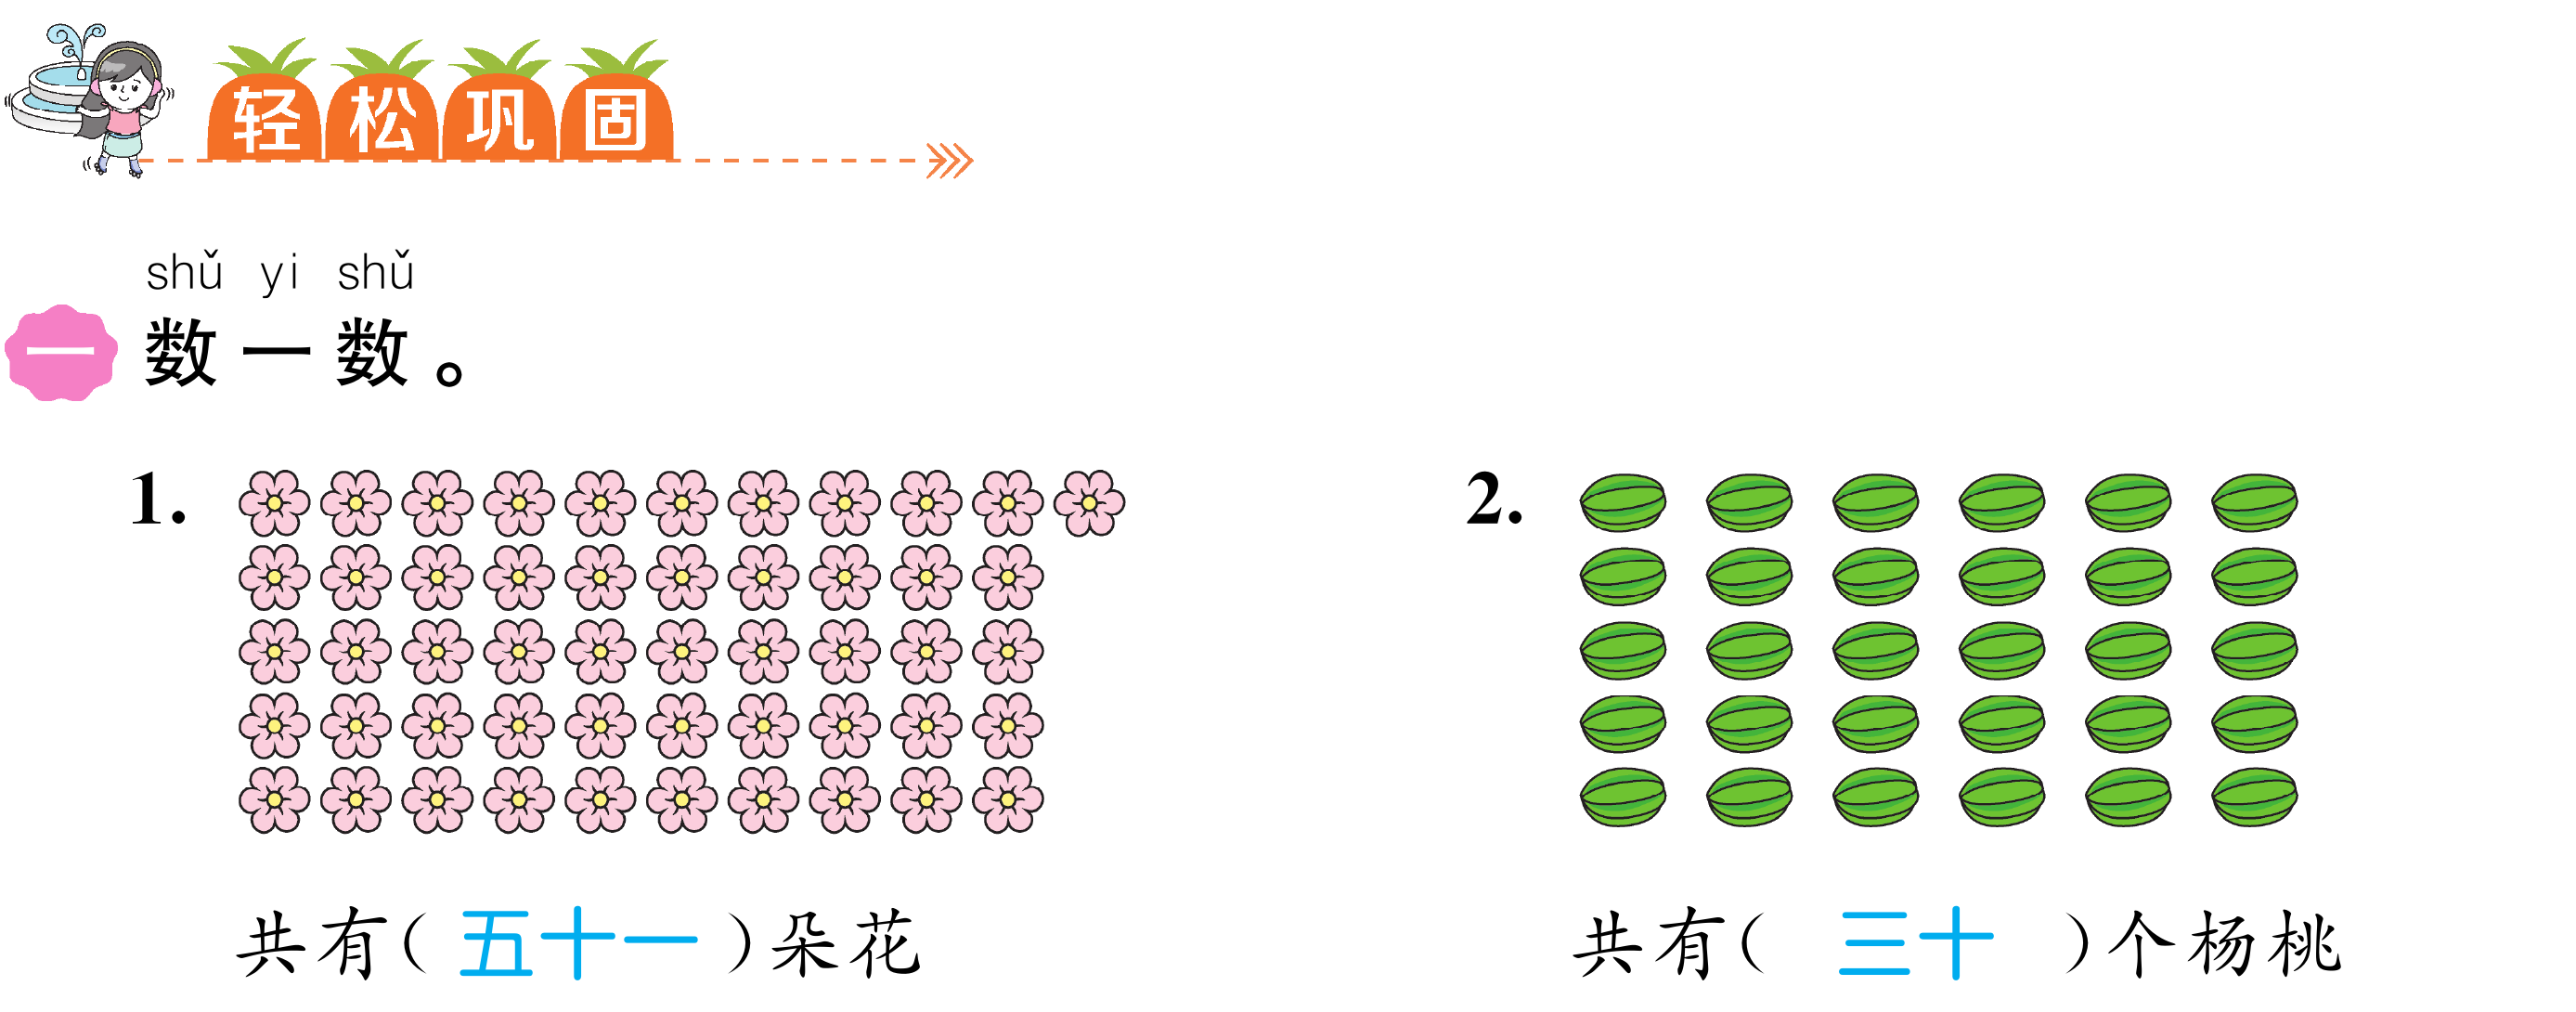 轻松巩固
shǔ yi shǔ
一 数一数。
1.
2.
共有(五十一)朵花
共有(三十)个杨桃